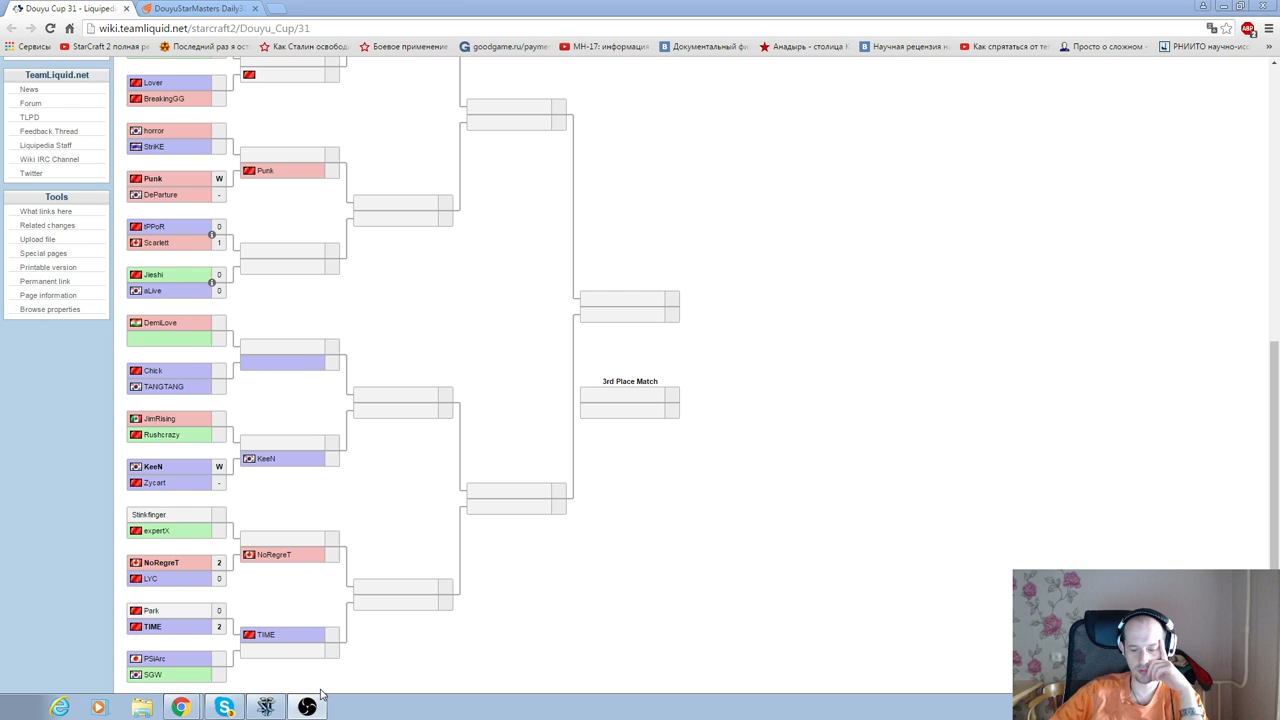 Douyu Cup 31 - Liquipedi
DouyuStarMasters Daily3
wiki.teamliquid.net/starcraft2/Douyu_Cup/31
Сервисы
StarCraft 2 полная ре
Последний раз я ос
Как Сталин освобод
Боевое применение
goodgame.ru/payme
МН-17: информаци
Документальный фи
Анадырь - столица
Научная рецензия н
Как спрятаться от те
Просто о сложном -
РНИИТО научно-исс
TeamLiquid.net
News
Forum
TLPD
Feedback Thread
Liquipedia Staff
Wiki IRC Channel
Twitter
Tools
What links here
Related changes
Upload file
Special pages
Printable version
Permanent link
Page information
Browse properties
Lover
BreakingGG
horror
StriKE
Punk W
DeParture -
Punk
tPPoR 0
Scarlett 1
Jieshi 0
aLive 0
DemiLove
Chick
TANGTANG
JimRising
Rushcrazy
KeeN W
Zycart -
KeeN
Stinkfinger
expertX
NoRegreT 2
LYC 0
NoRegreT
Park 0
TIME 2
TIME
PSiArc
SGW
3rd Place Match